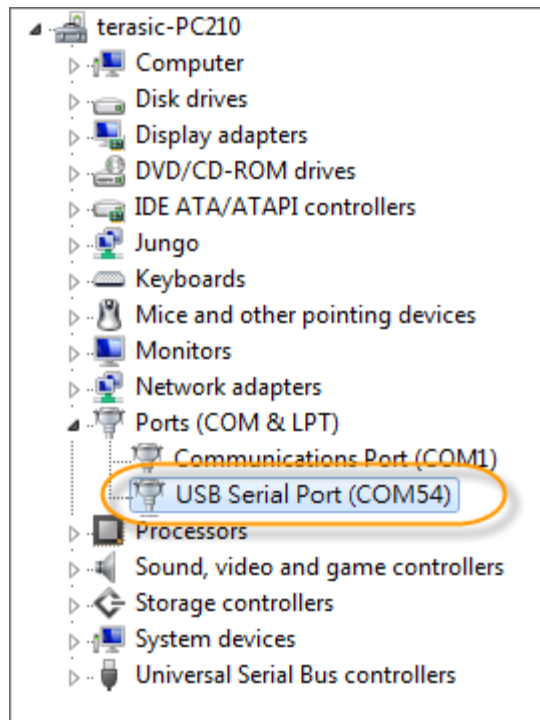 terasic-PC210
Computer
Disk drives
Display adapters
DVD/CD-ROM drives
IDE ATA/ATAPI controllers
Jungo
Keyboards
Mice and other pointing devices
Monitors
Network adapters
Ports (COM & LPT)
Communications Port (COM1)
USB Serial Port (COM54)
Processors
Sound, video and game controllers
Storage controllers
System devices
Universal Serial Bus controllers